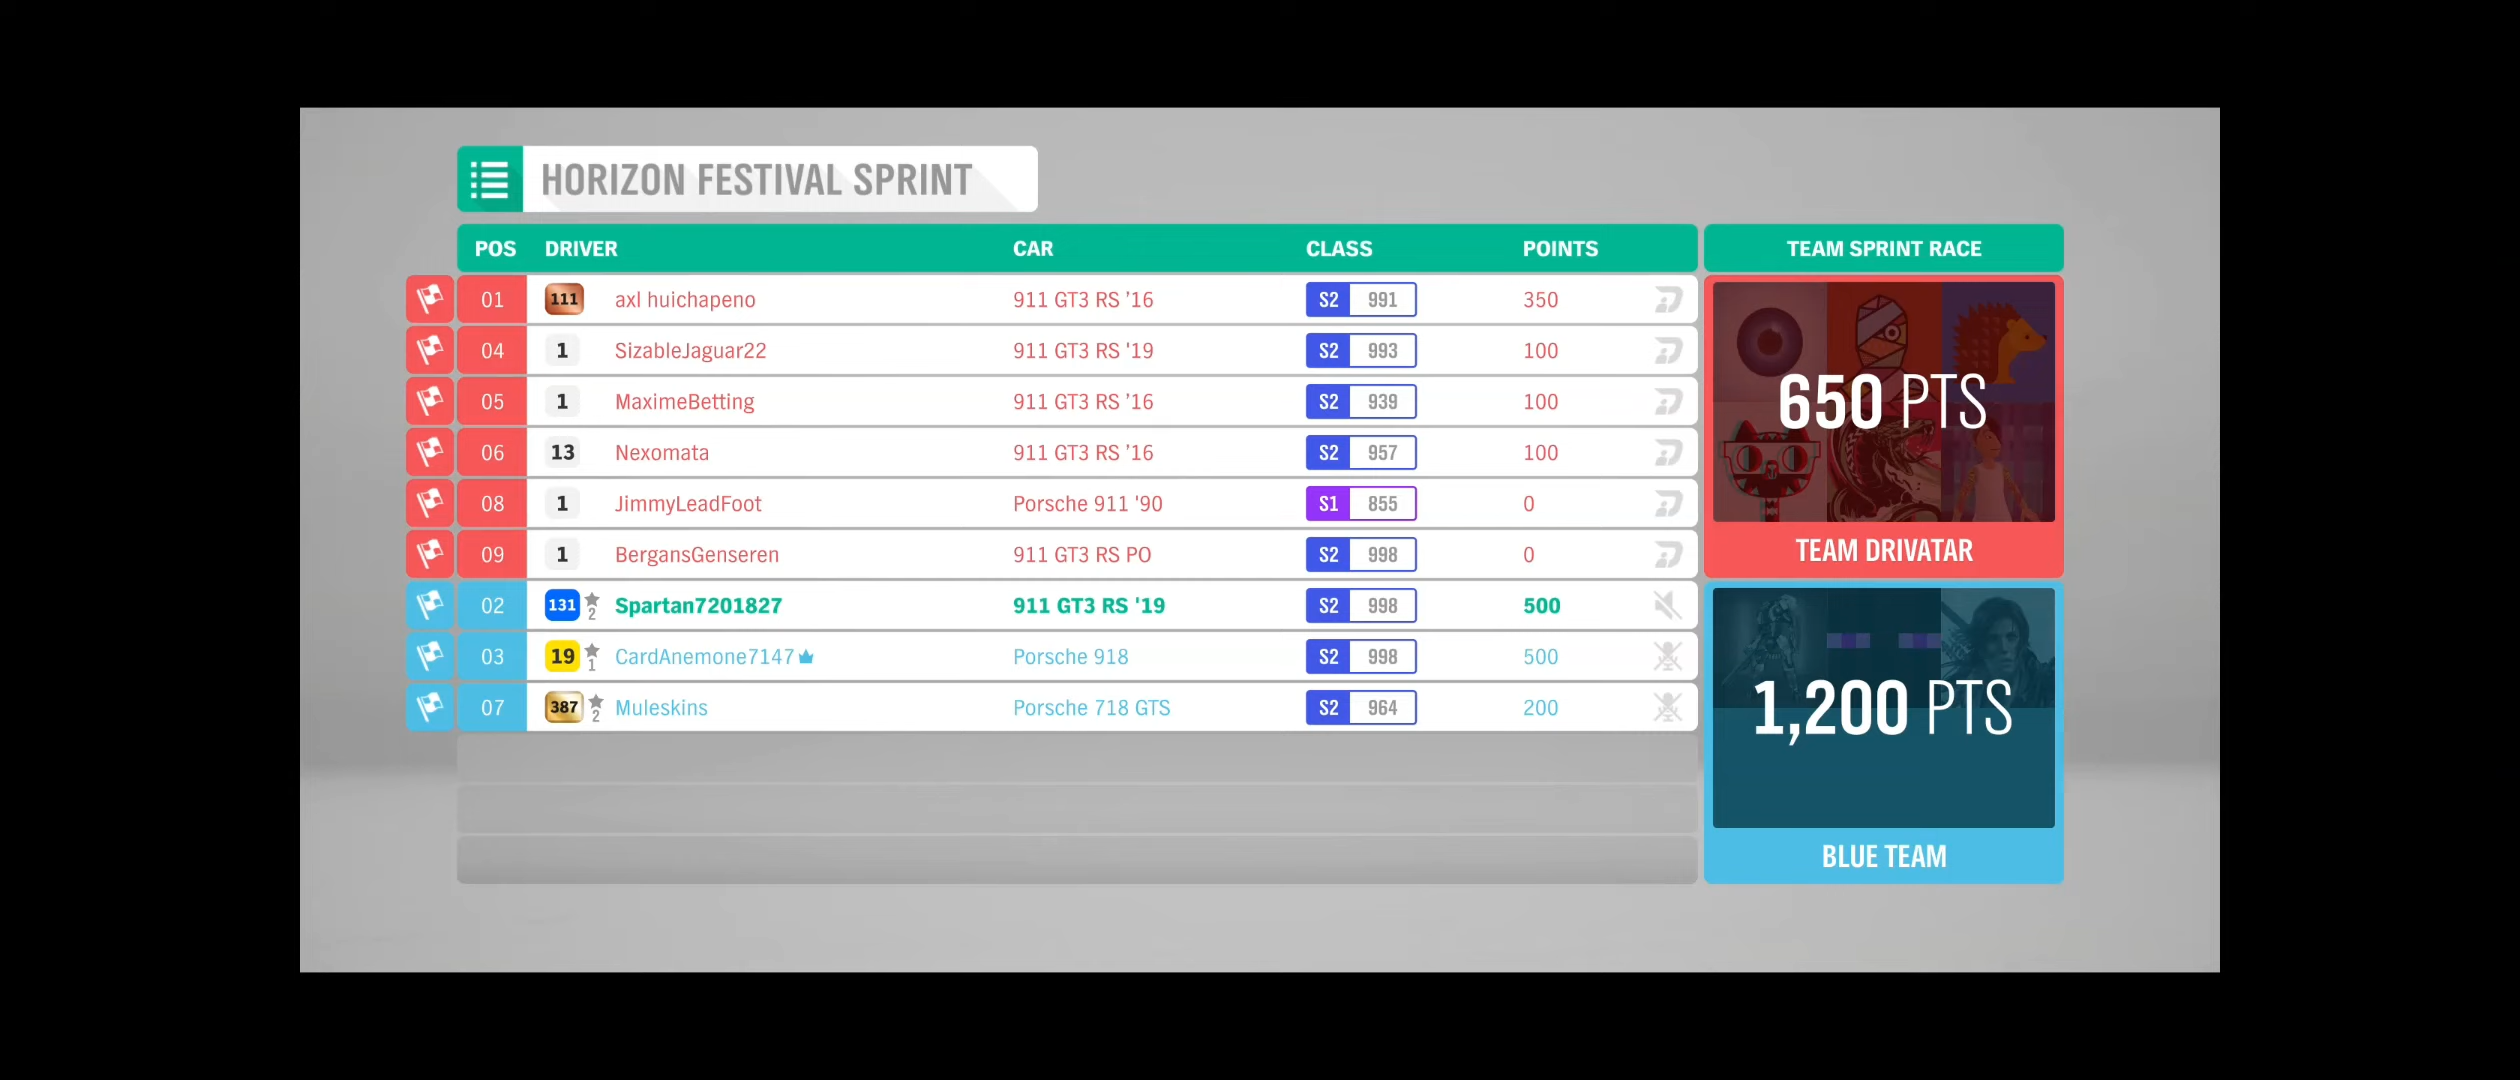 HORIZON FESTIVAL SPRINT
POS DRIVER CAR CLASS POINTS TEAM SPRINT RACE
01 111 axl huichapeno 911 GT3 RS '16 S2 991 350
04 1 SizableJaguar22 911 GT3 RS '19 S2 993 100
05 1 MaximeBetting 911 GT3 RS '16 S2 939 100
06 13 Nexomata 911 GT3 RS '16 S2 957 100
08 1 JimmyLeadFoot Porsche 911 '90 S1 855 0
09 1 BergansGenseren 911 GT3 RS PO S2 998 0
02 131 2 Spartan7201827 911 GT3 RS '19 S2 998 500
03 19 1 CardAnemone7147 Porsche 918 S2 998 500
07 387 2 Muleskins Porsche 718 GTS S2 964 200
650 PTS
TEAM DRIVATAR
1,200 PTS
BLUE TEAM